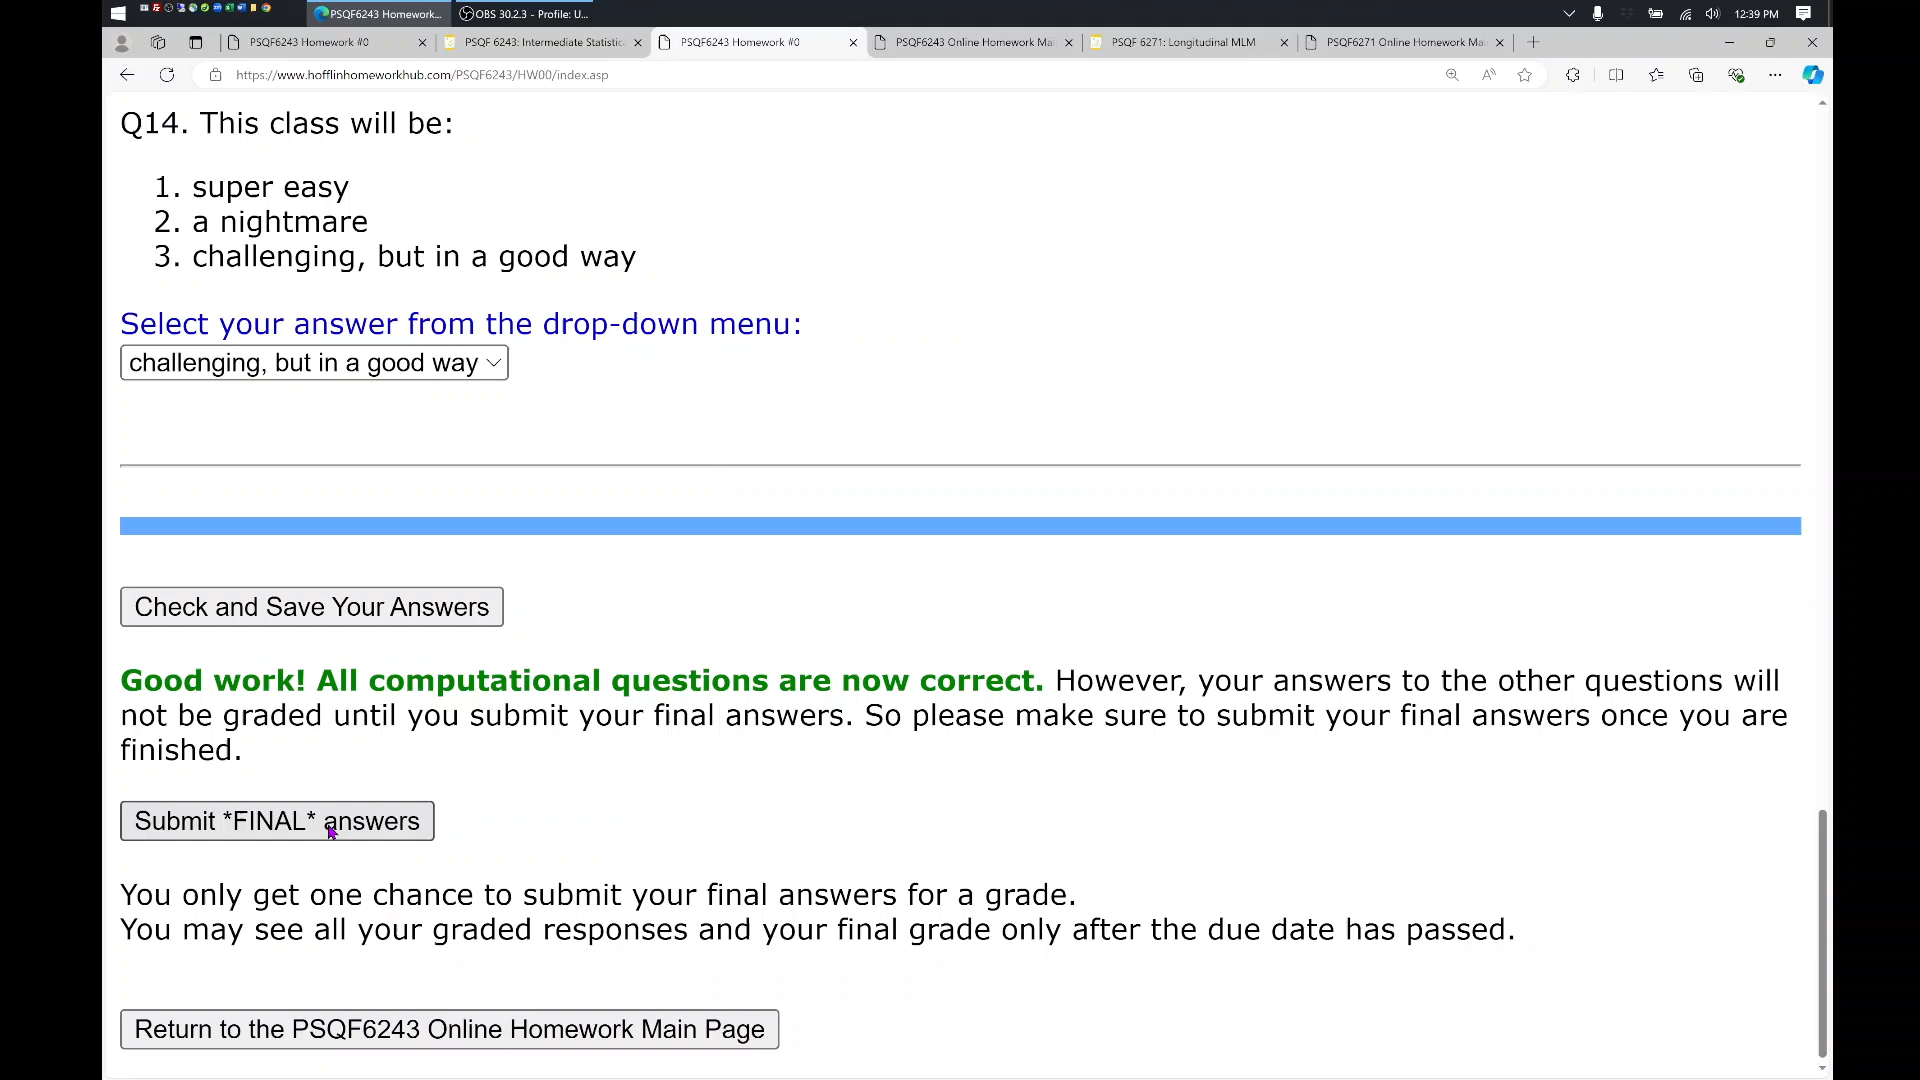 PSQF6243 Homework...
OBS 30.2.3 - Profile: U...
12:39 PM
PSQF6243 Homework #0
PSQF 6243: Intermediate Statistic
PSQF6243 Homework #0
PSQF6243 Online Homework Ma
PSQF 6271: Longitudinal MLM
PSQF6271 Online Homework Ma
https://www.hofflinhomeworkhub.com/PSQF6243/HW00/index.asp
Q14. This class will be:
1. super easy
2. a nightmare
3. challenging, but in a good way
Select your answer from the drop-down menu:
challenging, but in a good way
Check and Save Your Answers
Good work! All computational questions are now correct. However, your answers to the other questions will
not be graded until you submit your final answers. So please make sure to submit your final answers once you are
finished.
Submit *FINAL* answers
You only get one chance to submit your final answers for a grade.
You may see all your graded responses and your final grade only after the due date has passed.
Return to the PSQF6243 Online Homework Main Page